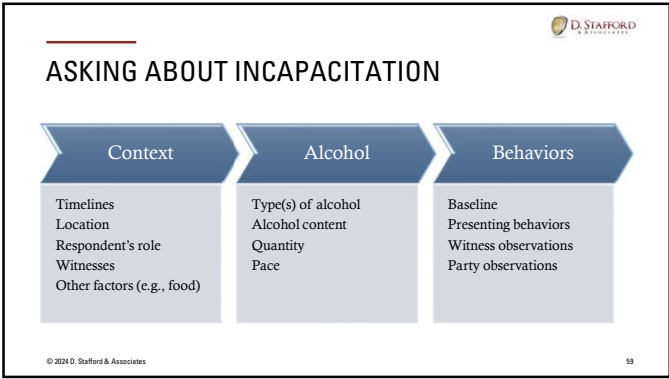 D. STAFFORD
& ASSOCIATES
ASKING ABOUT INCAPACITATION
Context
Timelines
Location
Respondent's role
Witnesses
Other factors (e.g., food)
Alcohol
Type(s) of alcohol
Alcohol content
Quantity
Pace
Behaviors
Baseline
Presenting behaviors
Witness observations
Party observations
© 2024 D. Stafford & Associates
59